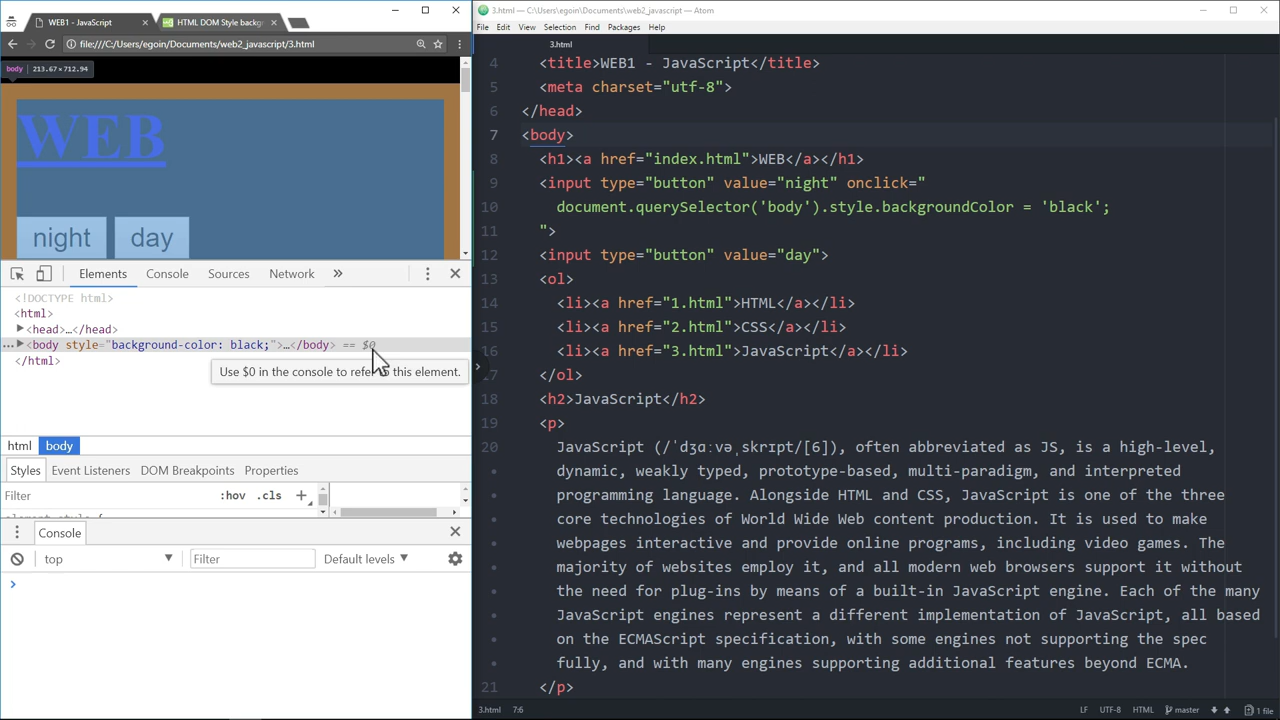 WEB1 - JavaScript
HTML DOM Style backg
file:///C:/Users/egoin/Documents/web2_javascript/3.html
body 213.67×712.94
WEB
night day
Elements Console Sources Network »
<!DOCTYPE html>
<html>
<head>…</head>
<body style="background-color: black;">…</body> == $0
</html>
Use $0 in the console to refer to this element.
html body
Styles Event Listeners DOM Breakpoints Properties
Filter :hov .cls +
Console
top Filter Default levels
3.html — C:\Users\egoin\Documents\web2_javascript — Atom
File Edit View Selection Find Packages Help
3.html
4 <title>WEB1 - JavaScript</title>
5 <meta charset="utf-8">
6 </head>
7 <body>
8 <h1><a href="index.html">WEB</a></h1>
9 <input type="button" value="night" onclick="
10 document.querySelector('body').style.backgroundColor = 'black';
11 ">
12 <input type="button" value="day">
13 <ol>
14 <li><a href="1.html">HTML</a></li>
15 <li><a href="2.html">CSS</a></li>
16 <li><a href="3.html">JavaScript</a></li>
17 </ol>
18 <h2>JavaScript</h2>
19 <p>
20 JavaScript (/ˈdʒɑːvəˌskrɪpt/[6]), often abbreviated as JS, is a high-level,
dynamic, weakly typed, prototype-based, multi-paradigm, and interpreted
programming language. Alongside HTML and CSS, JavaScript is one of the three
core technologies of World Wide Web content production. It is used to make
webpages interactive and provide online programs, including video games. The
majority of websites employ it, and all modern web browsers support it without
the need for plug-ins by means of a built-in JavaScript engine. Each of the many
JavaScript engines represent a different implementation of JavaScript, all based
on the ECMAScript specification, with some engines not supporting the spec
fully, and with many engines supporting additional features beyond ECMA.
21 </p>
3.html 7:6 LF UTF-8 HTML master 1 file